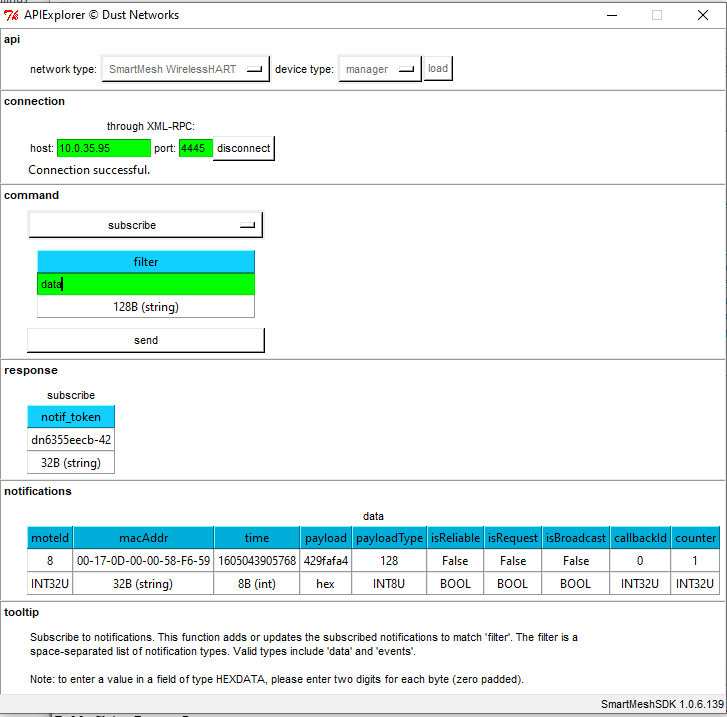 APIExplorer © Dust Networks
api
network type: SmartMesh WirelessHART device type: manager load
connection
through XML-RPC:
host: 10.0.35.95 port: 4445 disconnect
Connection successful.
command
subscribe
filter
data
128B (string)
send
response
subscribe
notif_token
dn6355eecb-42
32B (string)
notifications
data
moteId macAddr time payload payloadType isReliable isRequest isBroadcast callbackId counter
8 00-17-0D-00-00-58-F6-59 1605043905768 429fafa4 128 False False False 0 1
INT32U 32B (string) 8B (int) hex INT8U BOOL BOOL BOOL INT32U INT32U
tooltip
Subscribe to notifications. This function adds or updates the subscribed notifications to match 'filter'. The filter is a
space-separated list of notification types. Valid types include 'data' and 'events'.
Note: to enter a value in a field of type HEXDATA, please enter two digits for each byte (zero padded).
SmartMeshSDK 1.0.6.139